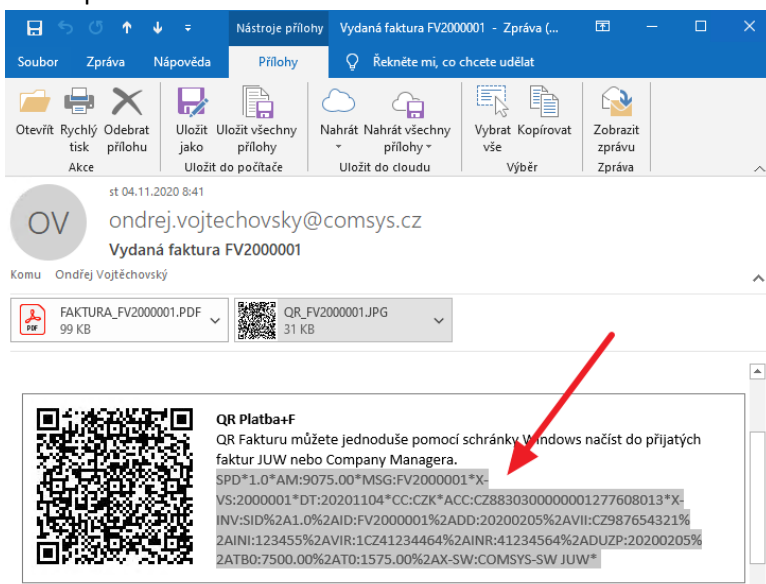 Nástroje přílohy
Vydaná faktura FV2000001 - Zpráva (...
Soubor
Zpráva
Nápověda
Přílohy
Řekněte mi, co chcete udělat
Otevřít
Rychlý tisk
Odebrat přílohu
Uložit jako
Uložit všechny přílohy
Nahrát
Nahrát všechny přílohy
Vybrat vše
Kopírovat
Zobrazit zprávu
Akce
Uložit do počítače
Uložit do cloudu
Výběr
Zpráva
st 04.11.2020 8:41
OV
ondrej.vojtechovsky@comsys.cz
Vydaná faktura FV2000001
Komu Ondřej Vojtěchovský
PDF
FAKTURA_FV2000001.PDF
99 KB
QR_FV2000001.JPG
31 KB
QR Platba+F
QR Fakturu můžete jednoduše pomocí schránky Windows načíst do přijatých
faktur JUW nebo Company Managera.
SPD*1.0*AM:9075.00*MSG:FV2000001*X-
VS:2000001*DT:20201104*CC:CZK*ACC:CZ8830300000001277608013*X-
INV:SID%2A1.0%2AID:FV2000001%2ADD:20200205%2AVII:CZ987654321%
2AINI:123455%2AVIR:1CZ41234464%2AINR:41234564%2ADUZP:20200205%
2ATB0:7500.00%2AT0:1575.00%2AX-SW:COMSYS-SW JUW*